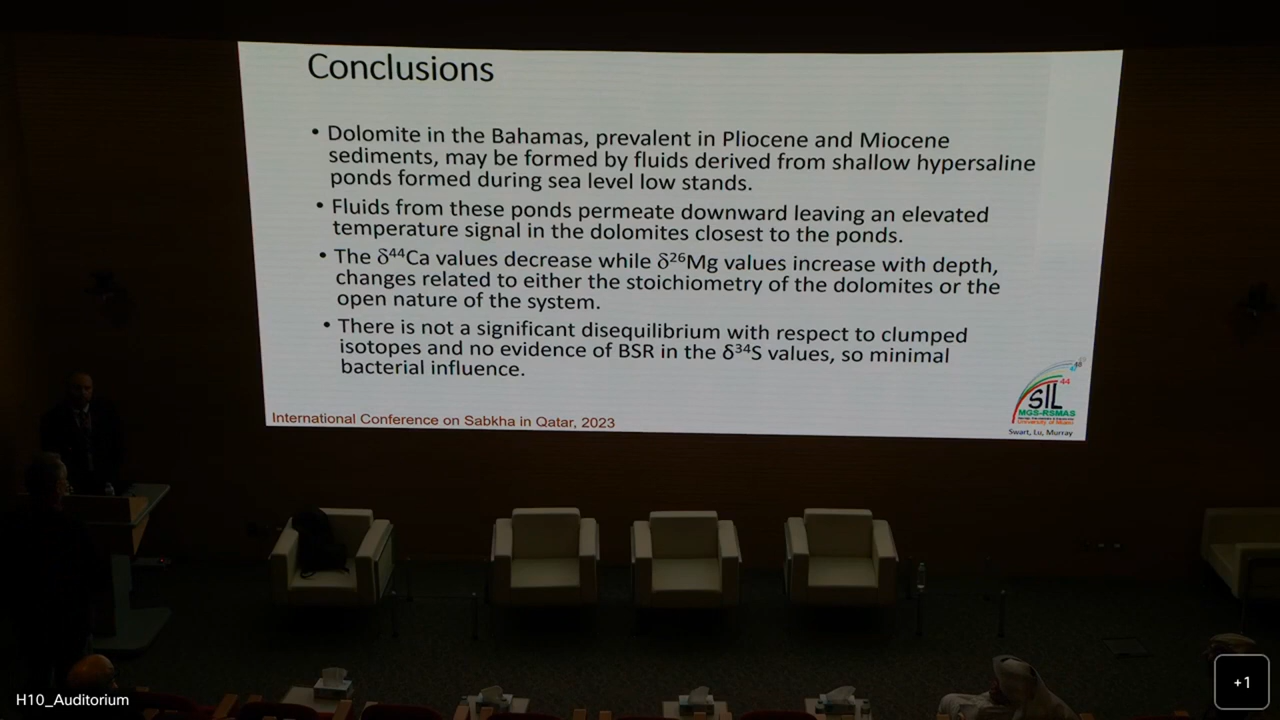 Conclusions
• Dolomite in the Bahamas, prevalent in Pliocene and Miocene
sediments, may be formed by fluids derived from shallow hypersaline
ponds formed during sea level low stands.
• Fluids from these ponds permeate downward leaving an elevated
temperature signal in the dolomites closest to the ponds.
• The δ⁴⁴Ca values decrease while δ²⁶Mg values increase with depth,
changes related to either the stoichiometry of the dolomites or the
open nature of the system.
• There is not a significant disequilibrium with respect to clumped
isotopes and no evidence of BSR in the δ³⁴S values, so minimal
bacterial influence.
International Conference on Sabkha in Qatar, 2023
44
SIL
MGS-RSMAS
University of Miami
Swart, Lu, Murray
H10_Auditorium
+1